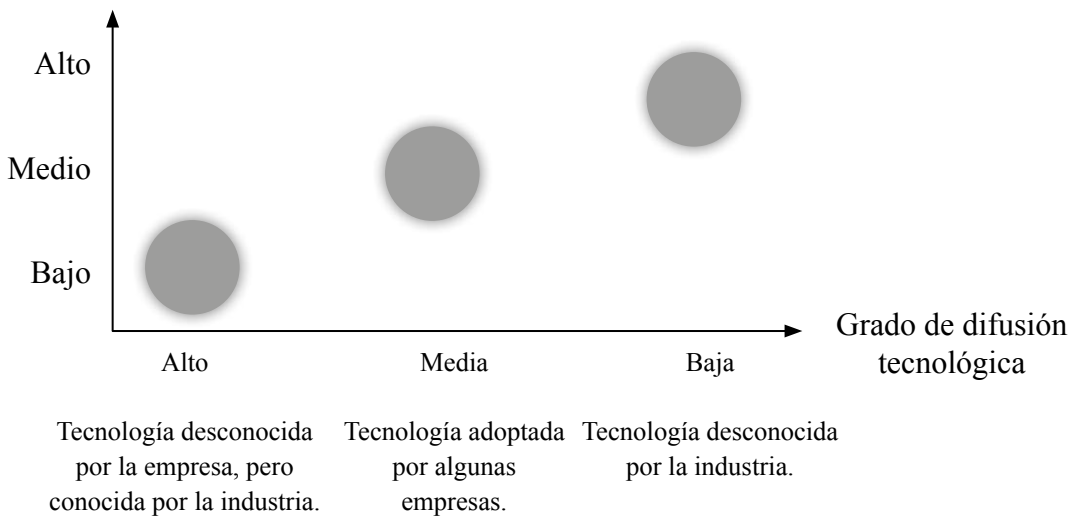 Alto
Medio
Bajo
Alto
Media
Baja
Grado de difusión
tecnológica
Tecnología desconocida
por la empresa, pero
conocida por la industria.
Tecnología adoptada
por algunas
empresas.
Tecnología desconocida
por la industria.